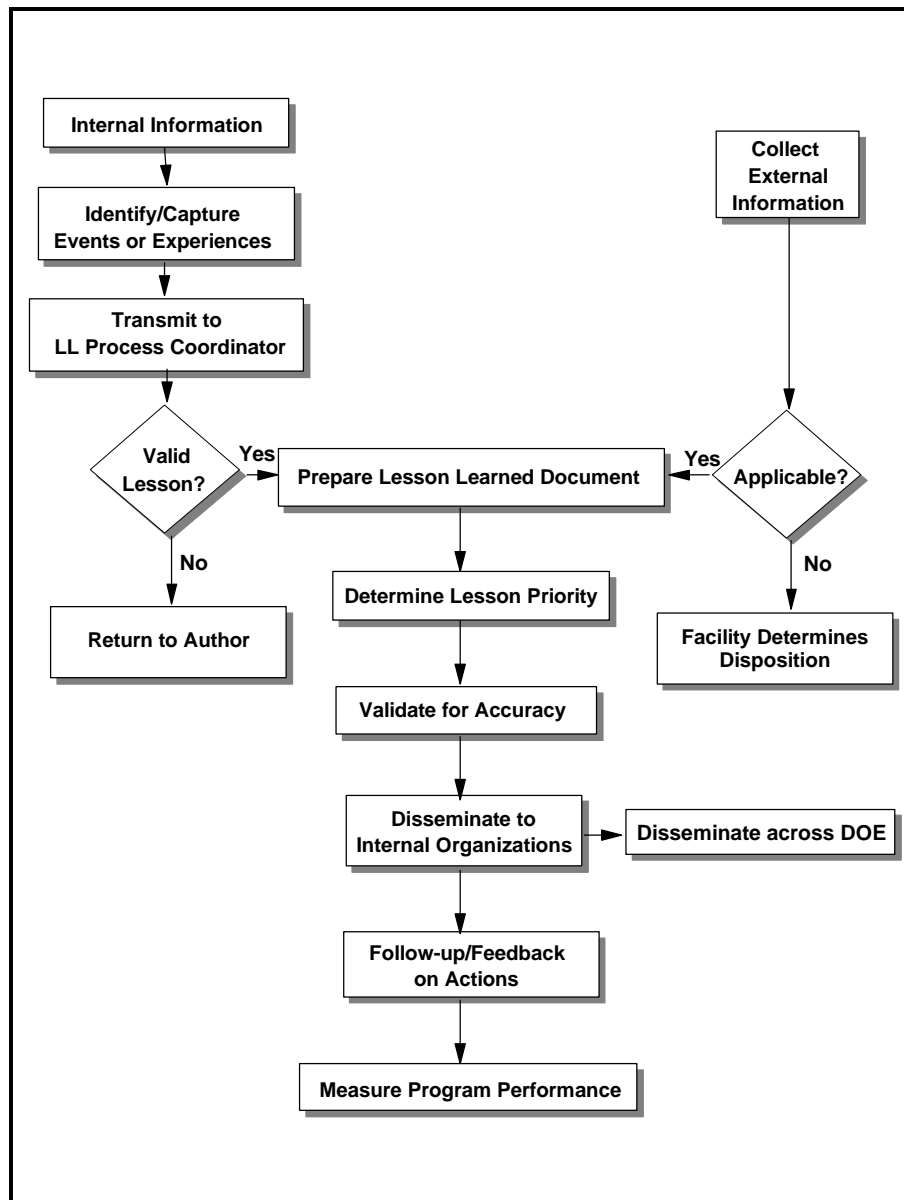 Internal Information
Collect
External
Information
Identify/Capture
Events or Experiences
Transmit to
LL Process Coordinator
Valid
Lesson?
Yes
Prepare Lesson Learned Document
Yes
Applicable?
No
No
Return to Author
Determine Lesson Priority
Facility Determines
Disposition
Validate for Accuracy
Disseminate to
Internal Organizations
Disseminate across DOE
Follow-up/Feedback
on Actions
Measure Program Performance